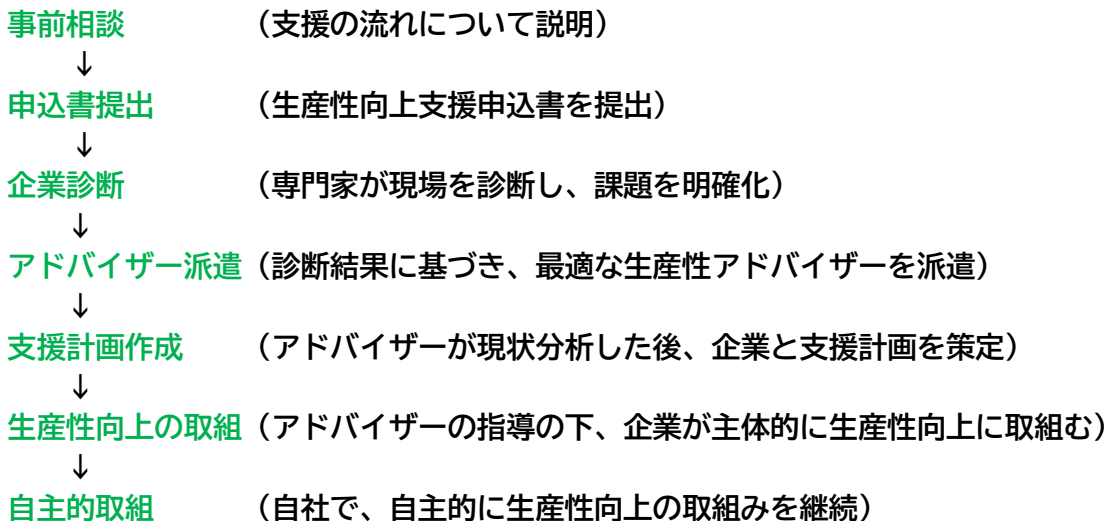 事前相談 （支援の流れについて説明）
↓
申込書提出 （生産性向上支援申込書を提出）
↓
企業診断 （専門家が現場を診断し、課題を明確化）
↓
アドバイザー派遣（診断結果に基づき、最適な生産性アドバイザーを派遣）
↓
支援計画作成 （アドバイザーが現状分析した後、企業と支援計画を策定）
↓
生産性向上の取組（アドバイザーの指導の下、企業が主体的に生産性向上に取組む）
↓
自主的取組 （自社で、自主的に生産性向上の取組みを継続）